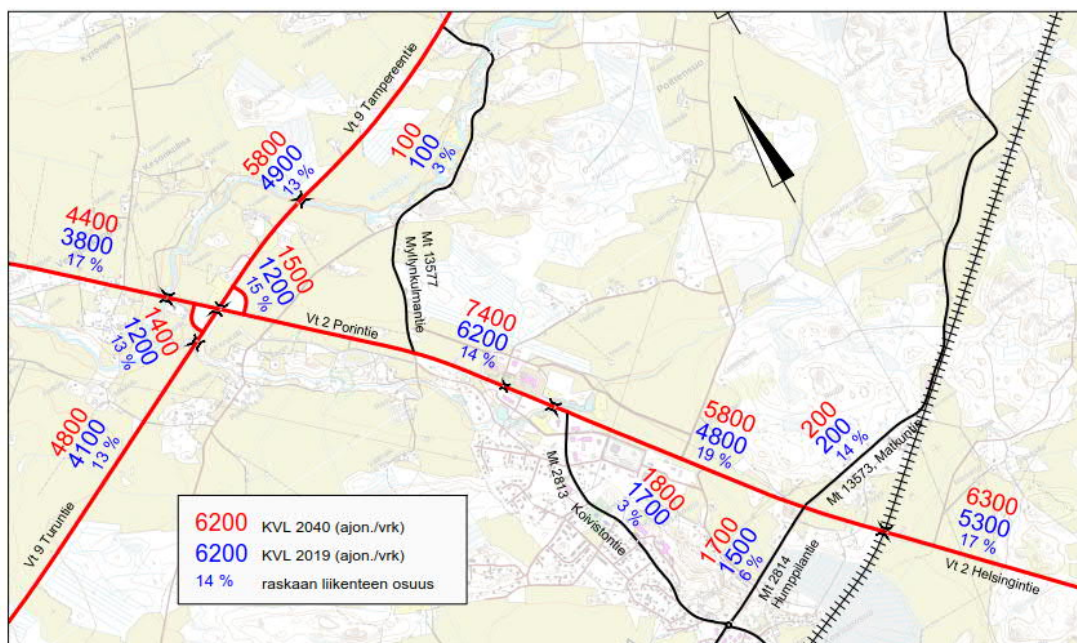 Vt 9 Tampereentie
5800
4900
13 %
100
100
3 %
4400
3800
17 %
1500
1200
15 %
Mt 13577
Myllynkulmantie
1400
1200
13 %
Vt 2 Porintie
7400
6200
14 %
4800
4100
13 %
5800
4800
19 %
200
200
14 %
Mt 13573, Matkuntie
Mt 2813 Koivistontie
1800
1700
3 %
1700
1500
6 %
6300
5300
17 %
Vt 9 Turuntie
Mt 2814
Humppilantie
Vt 2 Helsingintie
6200 KVL 2040 (ajon./vrk)
6200 KVL 2019 (ajon./vrk)
14 % raskaan liikenteen osuus